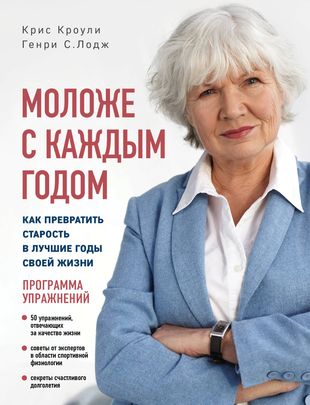 Крис Кроули
Генри С.Лодж
МОЛОЖЕ
С КАЖДЫМ
ГОДОМ
КАК ПРЕВРАТИТЬ
СТАРОСТЬ
В ЛУЧШИЕ ГОДЫ
СВОЕЙ ЖИЗНИ
ПРОГРАММА
УПРАЖНЕНИЙ
50 упражнений,
отвечающих
за качество жизни
советы от экспертов
в области спортивной
физиологии
секреты счастливого
долголетия